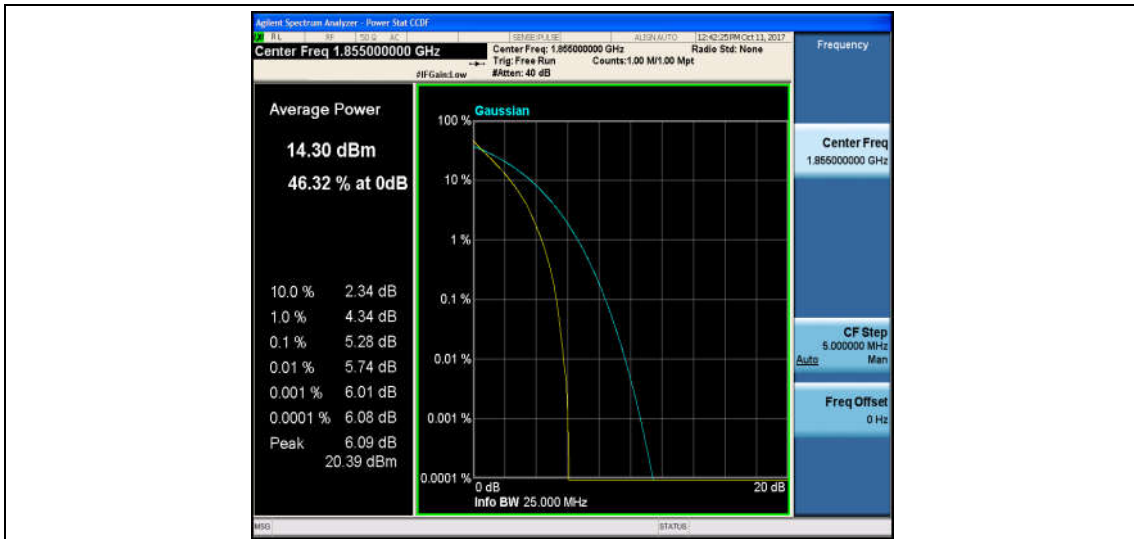 Agilent Spectrum Analyzer - Power Stat CCDF
RL RF 50 Ω AC SENSE:PULSE ALIGN AUTO 12:42:25 PM Oct 11, 2017
Center Freq 1.855000000 GHz
Center Freq: 1.855000000 GHz Radio Std: None
Trig: Free Run Counts:1.00 M/1.00 Mpt
#IFGain:Low #Atten: 40 dB
Frequency
Average Power
14.30 dBm
46.32 % at 0dB
10.0 % 2.34 dB
1.0 % 4.34 dB
0.1 % 5.28 dB
0.01 % 5.74 dB
0.001 % 6.01 dB
0.0001 % 6.08 dB
Peak 6.09 dB
20.39 dBm
Gaussian
100 %
10 %
1 %
0.1 %
0.01 %
0.001 %
0.0001 %
0 dB 20 dB
Info BW 25.000 MHz
Center Freq
1.855000000 GHz
CF Step
5.000000 MHz
Auto Man
Freq Offset
0 Hz
MSG STATUS